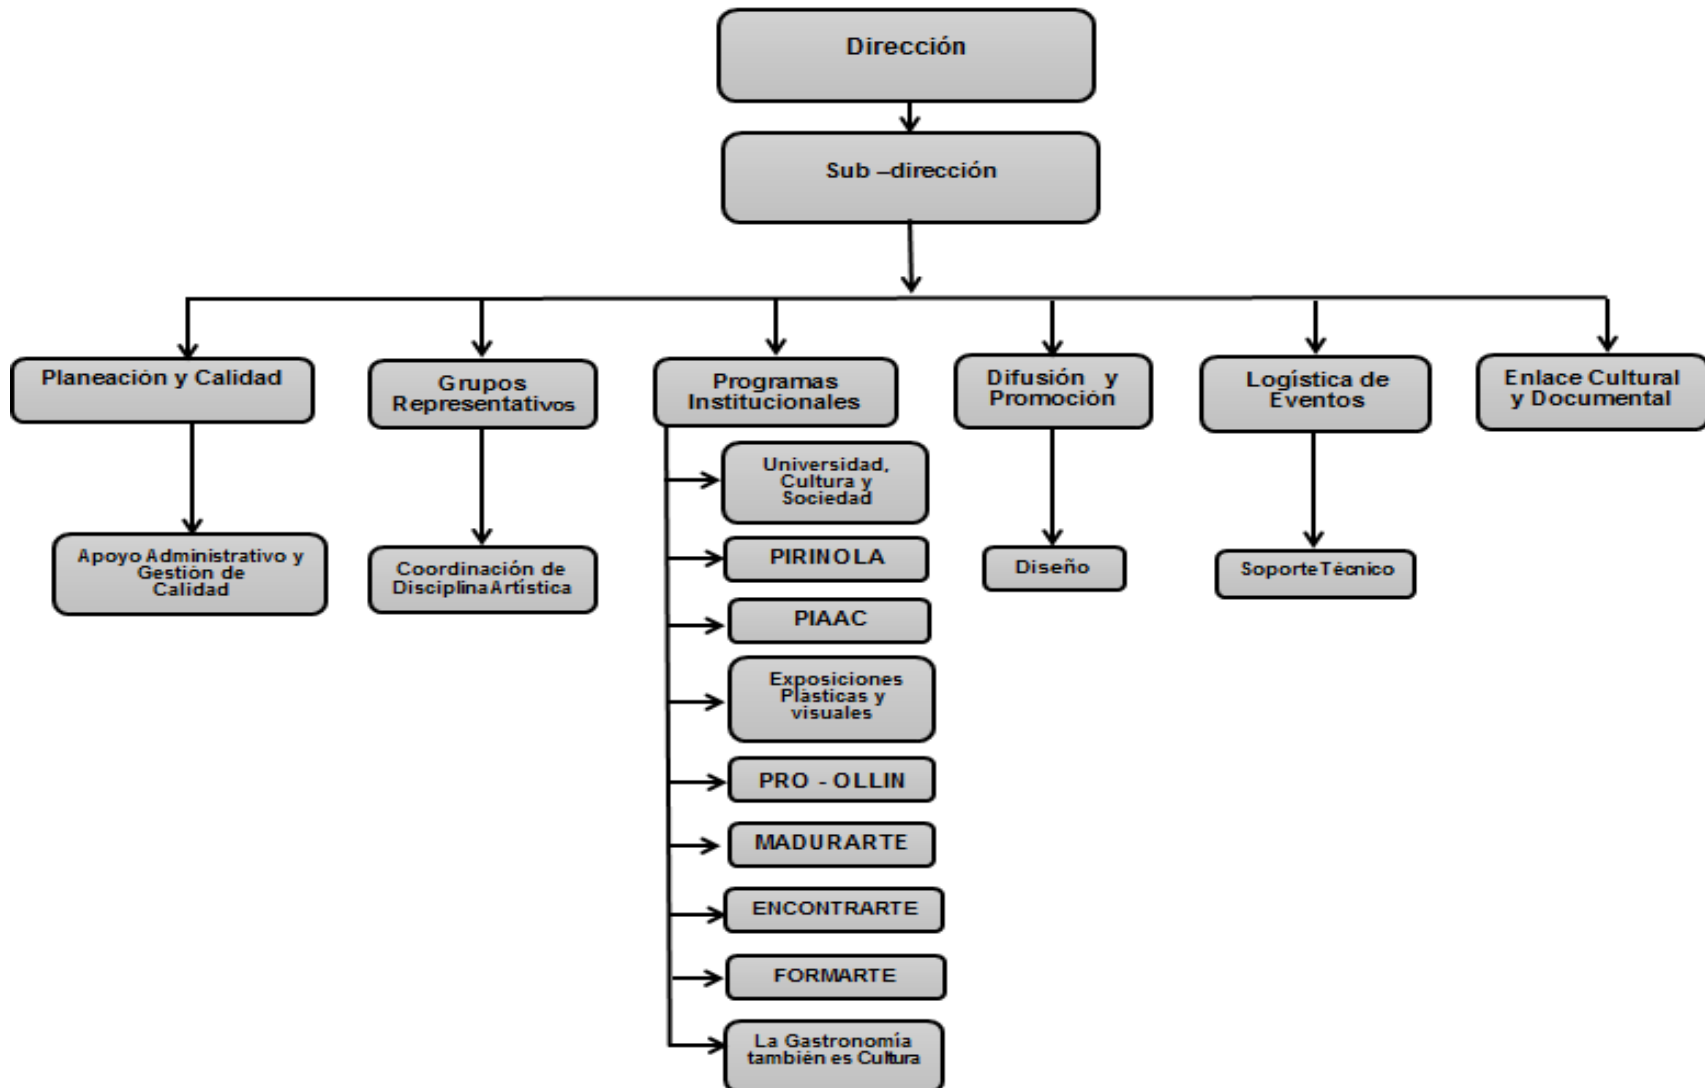 Dirección
Sub –dirección
Planeación y Calidad
Grupos
Representativos
Programas
Institucionales
Difusión y
Promoción
Logística de
Eventos
Enlace Cultural
y Documental
Apoyo Administrativo y
Gestión de
Calidad
Coordinación de
Disciplina Artística
Universidad,
Cultura y
Sociedad
PIRINOLA
PIAAC
Exposiciones
Plásticas y
visuales
PRO - OLLIN
MADURARTE
ENCONTRARTE
FORMARTE
La Gastronomía
también es Cultura
Diseño
Soporte Técnico